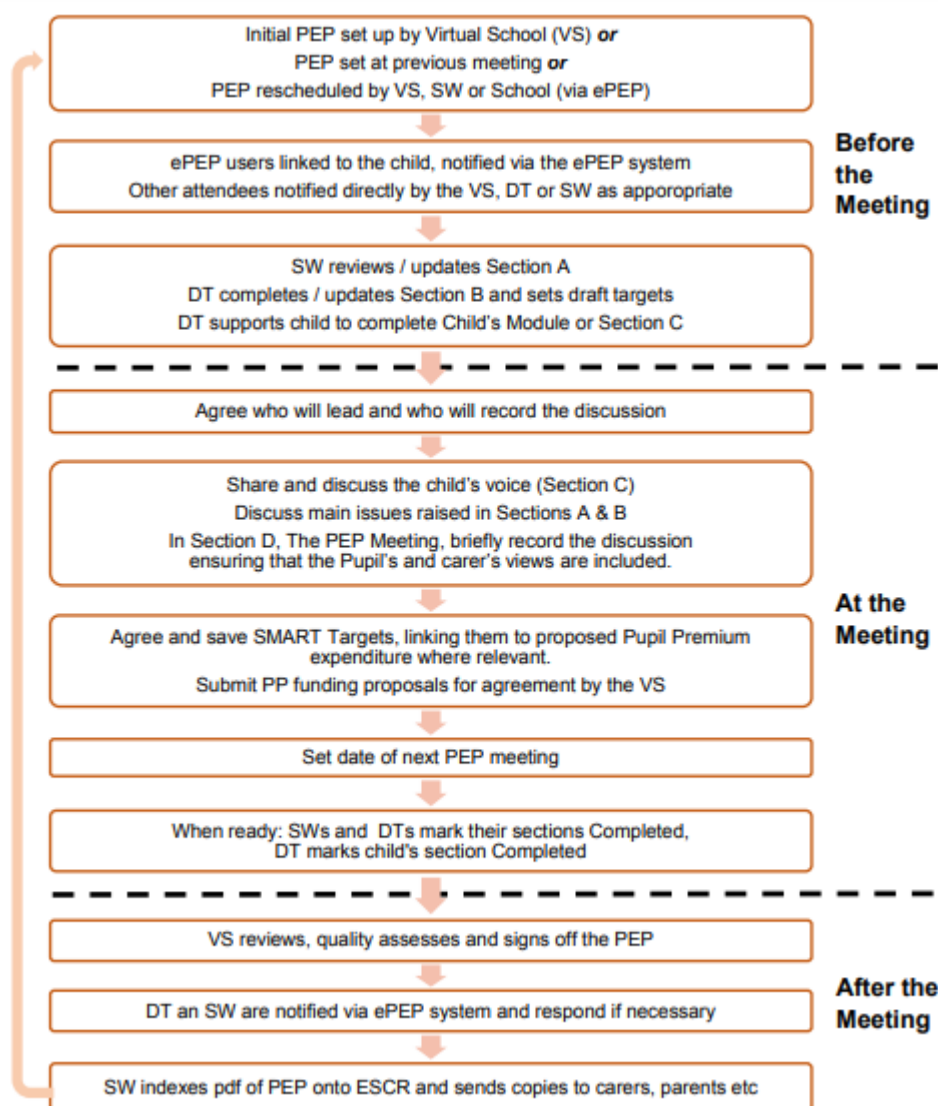 Initial PEP set up by Virtual School (VS) or
PEP set at previous meeting or
PEP rescheduled by VS, SW or School (via ePEP)
ePEP users linked to the child, notified via the ePEP system
Other attendees notified directly by the VS, DT or SW as apporopriate
Before
the
Meeting
SW reviews / updates Section A
DT completes / updates Section B and sets draft targets
DT supports child to complete Child's Module or Section C
Agree who will lead and who will record the discussion
Share and discuss the child's voice (Section C)
Discuss main issues raised in Sections A & B
In Section D, The PEP Meeting, briefly record the discussion
ensuring that the Pupil's and carer's views are included.
At the
Meeting
Agree and save SMART Targets, linking them to proposed Pupil Premium
expenditure where relevant.
Submit PP funding proposals for agreement by the VS
Set date of next PEP meeting
When ready: SWs and DTs mark their sections Completed,
DT marks child's section Completed
VS reviews, quality assesses and signs off the PEP
DT an SW are notified via ePEP system and respond if necessary
After the
Meeting
SW indexes pdf of PEP onto ESCR and sends copies to carers, parents etc